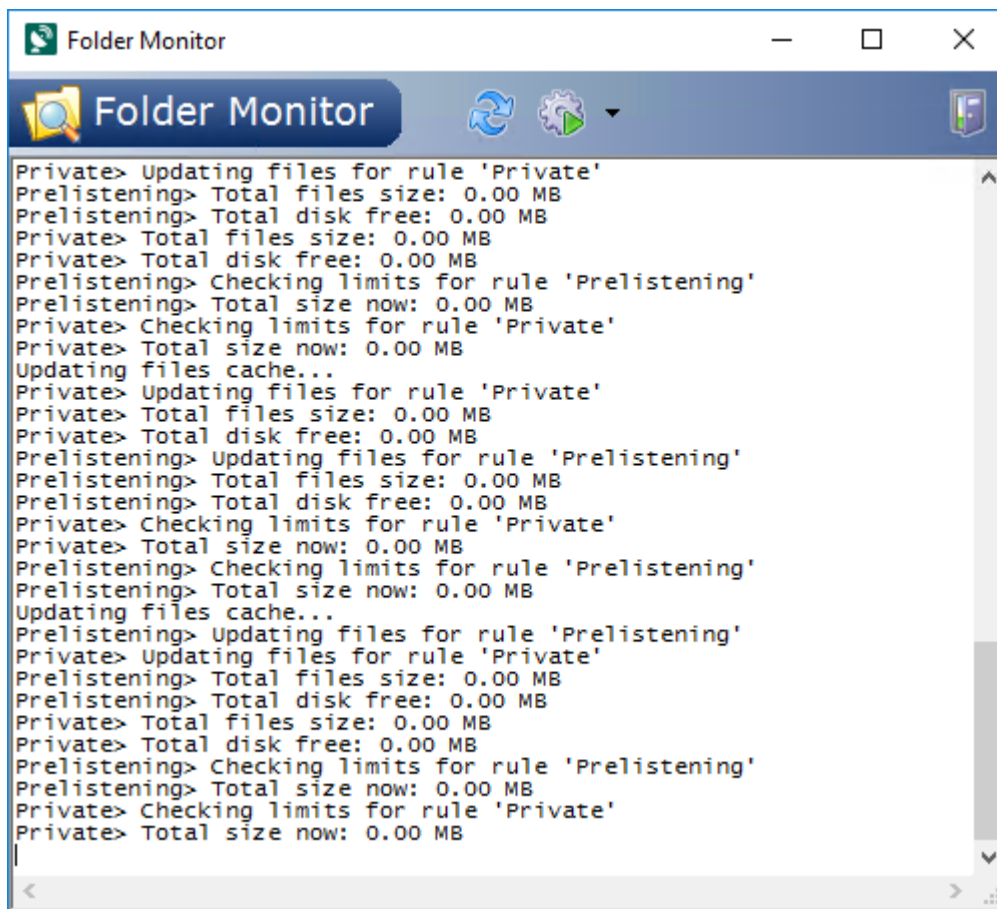 Folder Monitor
Folder Monitor
Private> Updating files for rule 'Private'
Prelistening> Total files size: 0.00 MB
Prelistening> Total disk free: 0.00 MB
Private> Total files size: 0.00 MB
Private> Total disk free: 0.00 MB
Prelistening> Checking limits for rule 'Prelistening'
Prelistening> Total size now: 0.00 MB
Private> Checking limits for rule 'Private'
Private> Total size now: 0.00 MB
Updating files cache...
Private> Updating files for rule 'Private'
Private> Total files size: 0.00 MB
Private> Total disk free: 0.00 MB
Prelistening> Updating files for rule 'Prelistening'
Prelistening> Total files size: 0.00 MB
Prelistening> Total disk free: 0.00 MB
Private> Checking limits for rule 'Private'
Private> Total size now: 0.00 MB
Prelistening> Checking limits for rule 'Prelistening'
Prelistening> Total size now: 0.00 MB
Updating files cache...
Prelistening> Updating files for rule 'Prelistening'
Private> Updating files for rule 'Private'
Prelistening> Total files size: 0.00 MB
Prelistening> Total disk free: 0.00 MB
Private> Total files size: 0.00 MB
Private> Total disk free: 0.00 MB
Prelistening> Checking limits for rule 'Prelistening'
Prelistening> Total size now: 0.00 MB
Private> Checking limits for rule 'Private'
Private> Total size now: 0.00 MB